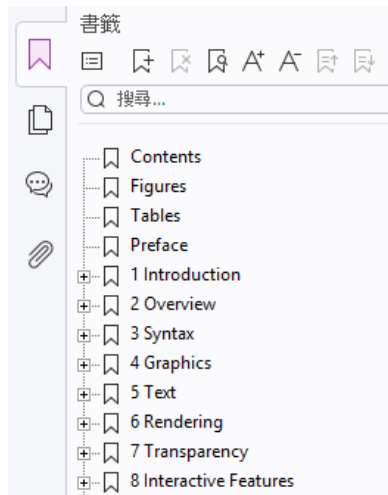 書籤
搜尋...
Contents
Figures
Tables
Preface
1 Introduction
2 Overview
3 Syntax
4 Graphics
5 Text
6 Rendering
7 Transparency
8 Interactive Features